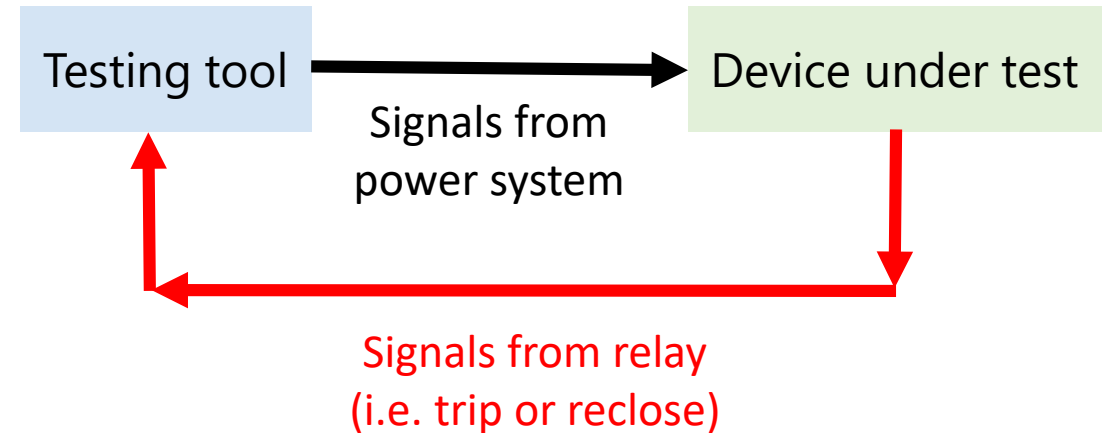 Testing tool
Device under test
Signals from
power system
Signals from relay
(i.e. trip or reclose)